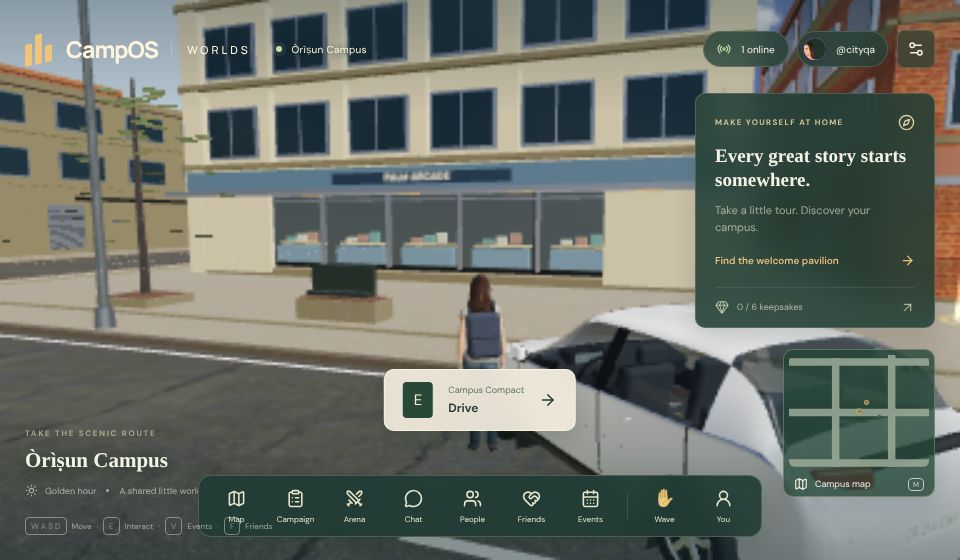 CampOS WORLDS Òrìṣun Campus
1 online
@cityqa
MAKE YOURSELF AT HOME
Every great story starts
somewhere.
Take a little tour. Discover your
campus.
Find the welcome pavilion
0 / 6 keepsakes
ARCADE
E
Campus Compact
Drive
Campus map M
TAKE THE SCENIC ROUTE
Òrìṣun Campus
Golden hour • A shared little
WASD Move · E Interact · V Events · F Friends
Map
Campaign
Arena
Chat
People
Friends
Events
Wave
You